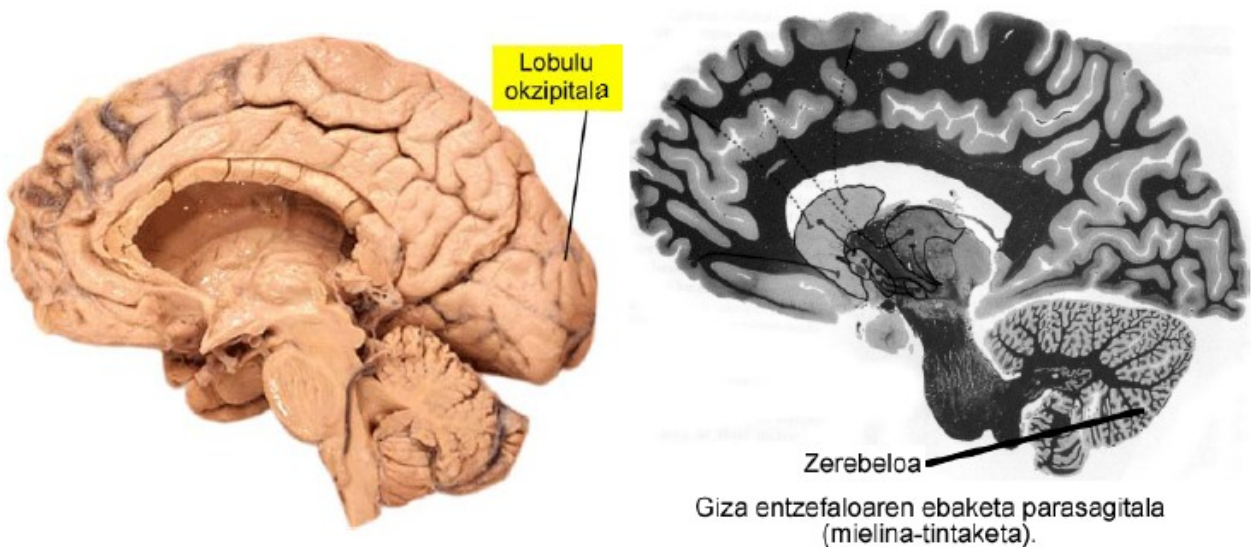 Lobulu
okzipitala
Zerebeloa
Giza entzefaloaren ebaketa parasagitala
(mielina-tintaketa).